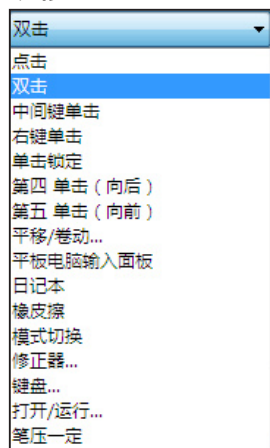 双击
点击
双击
中间键单击
右键单击
单击锁定
第四 单击（向后）
第五 单击（向前）
平移/卷动...
平板电脑输入面板
日记本
橡皮擦
模式切换
修正器...
键盘...
打开/运行...
笔压一定